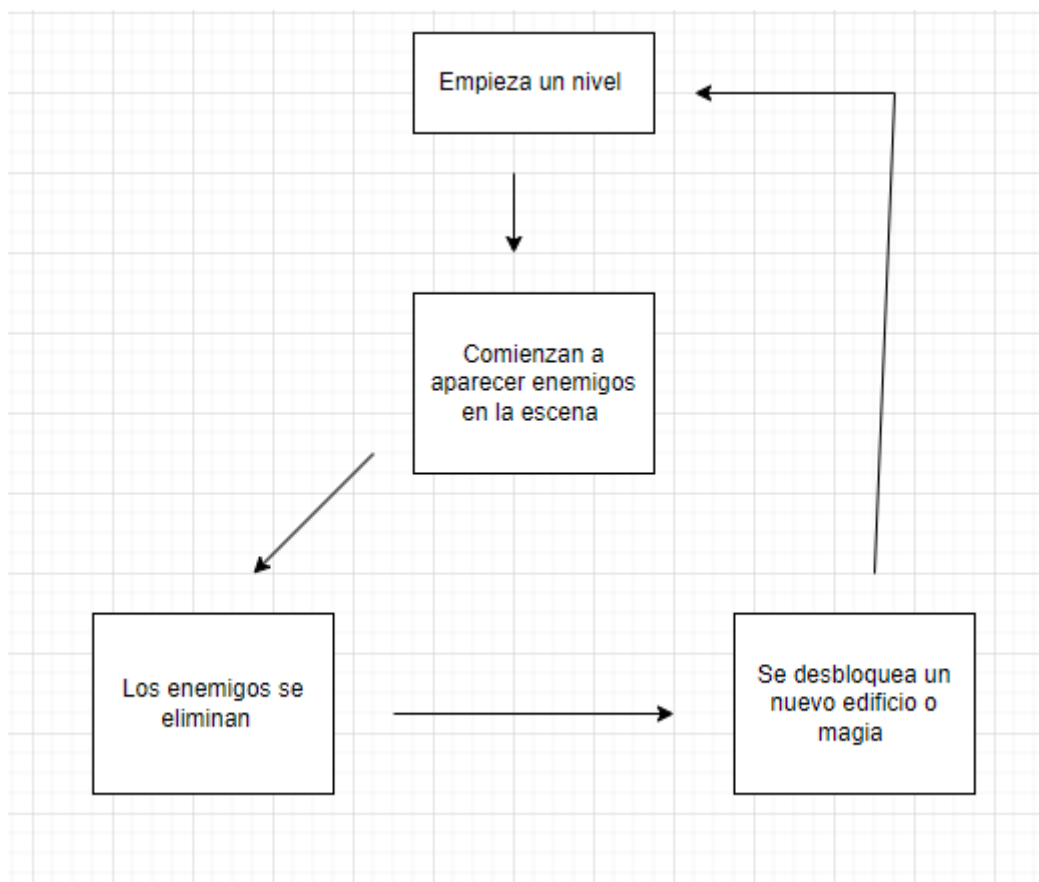 Empieza un nivel
Comienzan a
aparecer enemigos
en la escena
Los enemigos se
eliminan
Se desbloquea un
nuevo edificio o
magia